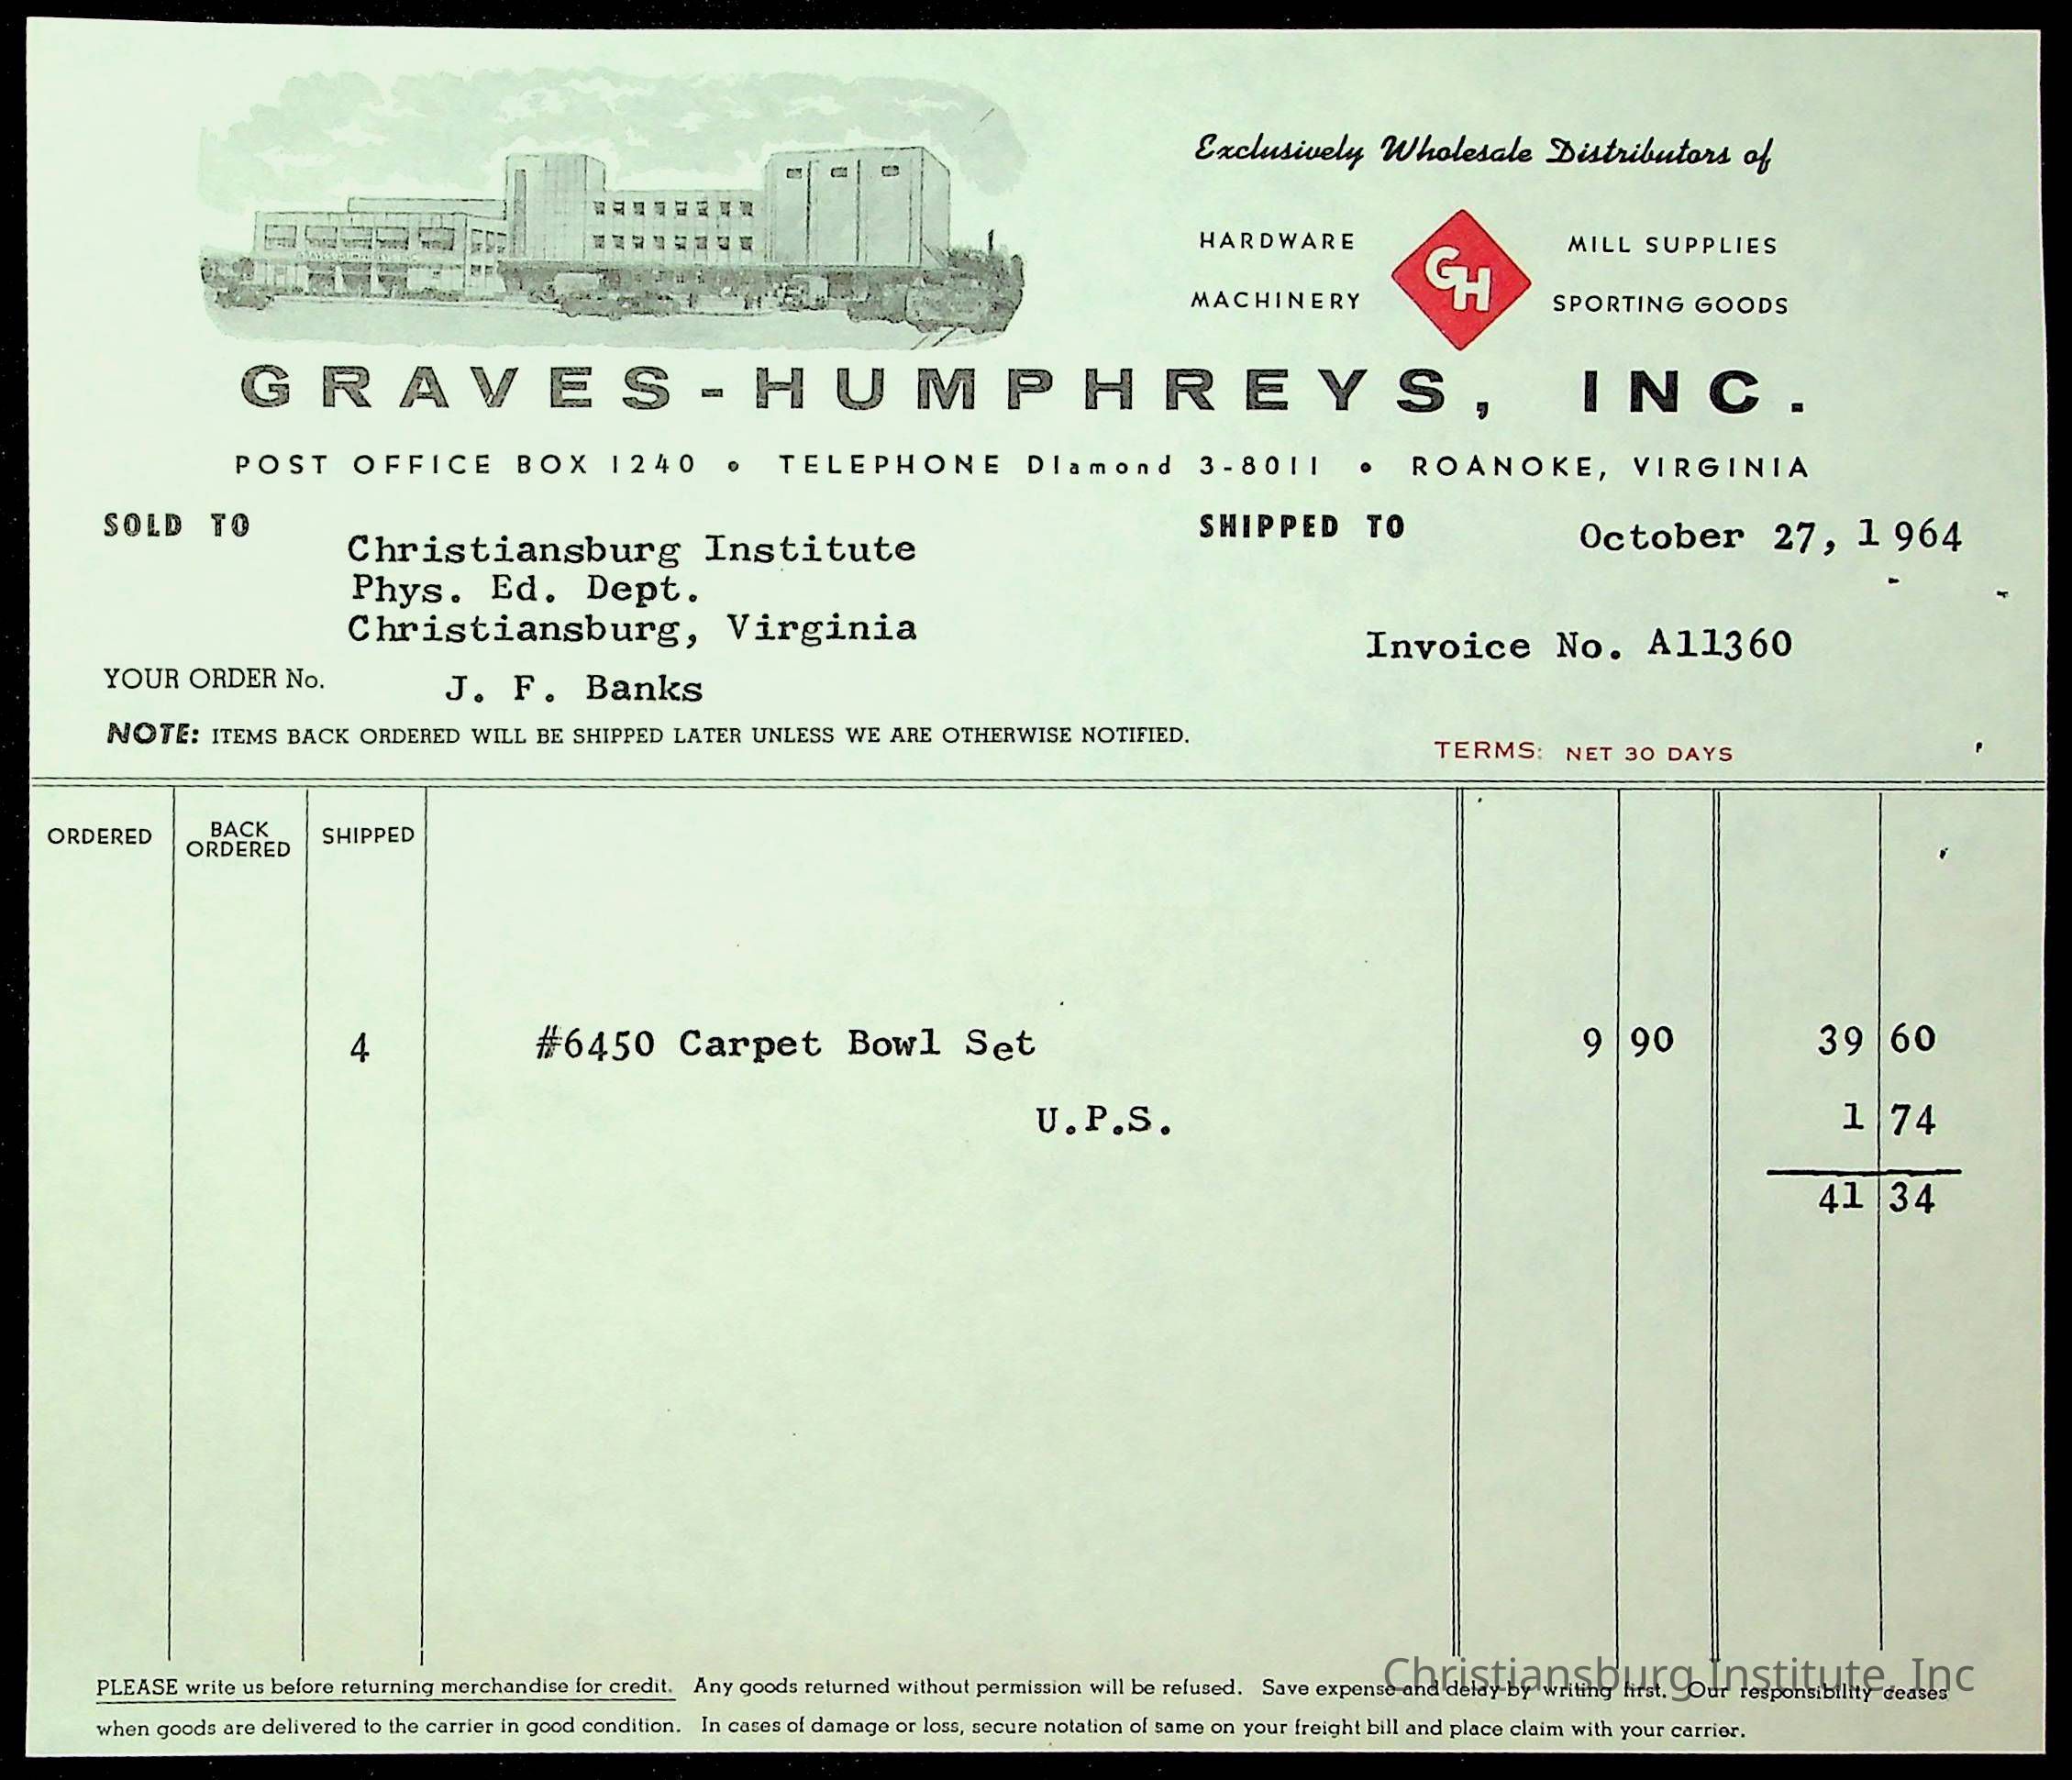 Exclusively Wholesale Distributors of
HARDWARE
MILL SUPPLIES
GH
MACHINERY
SPORTING GOODS
GRAVES-HUMPHREYS, INC.
POST OFFICE BOX 1240 • TELEPHONE DIamond 3-8011 • ROANOKE, VIRGINIA
SOLD TO
Christiansburg Institute
Phys. Ed. Dept.
Christiansburg, Virginia
SHIPPED TO
October 27, 1964
Invoice No. A11360
YOUR ORDER No. J. F. Banks
NOTE: ITEMS BACK ORDERED WILL BE SHIPPED LATER UNLESS WE ARE OTHERWISE NOTIFIED.
TERMS: NET 30 DAYS
ORDERED BACK ORDERED SHIPPED
4 #6450 Carpet Bowl Set 9 90 39 60
U.P.S. 1 74
41 34
Christiansburg Institute, Inc
PLEASE write us before returning merchandise for credit. Any goods returned without permission will be refused. Save expense and delay by writing first. Our responsibility ceases
when goods are delivered to the carrier in good condition. In cases of damage or loss, secure notation of same on your freight bill and place claim with your carrier.